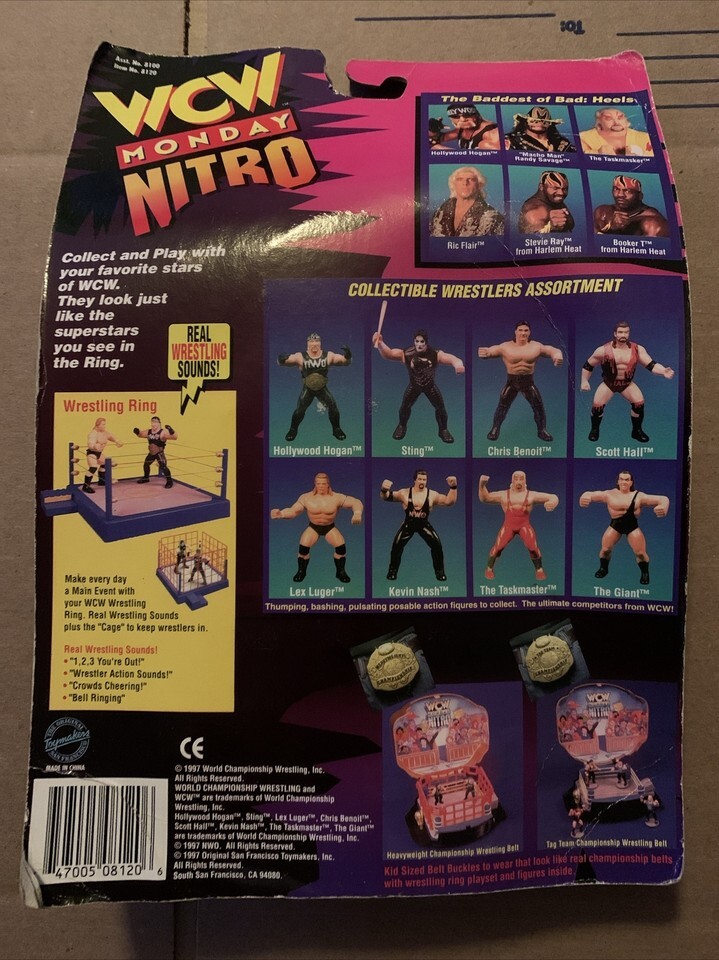 To:
Asst. No. 8100
Item No. 8120
WCW
MONDAY
NITRO
Collect and Play with
your favorite stars
of WCW.
They look just
like the
superstars
you see in
the Ring.
REAL
WRESTLING
SOUNDS!
Wrestling Ring
Make every day
a Main Event with
your WCW Wrestling
Ring. Real Wrestling Sounds
plus the "Cage" to keep wrestlers in.
Real Wrestling Sounds!
• "1,2,3 You're Out!"
• "Wrestler Action Sounds!"
• "Crowds Cheering!"
• "Bell Ringing"
The Baddest of Bad: Heels
Hollywood Hogan™
"Macho Man"
Randy Savage™
The Taskmaster™
Ric Flair™
Stevie Ray™
from Harlem Heat
Booker T™
from Harlem Heat
COLLECTIBLE WRESTLERS ASSORTMENT
Hollywood Hogan™
Sting™
Chris Benoit™
Scott Hall™
Lex Luger™
Kevin Nash™
The Taskmaster™
The Giant™
Thumping, bashing, pulsating posable action figures to collect. The ultimate competitors from WCW!
WCW
NITRO
WCW
NITRO
Heavyweight Championship Wrestling Belt
Tag Team Championship Wrestling Belt
Kid Sized Belt Buckles to wear that look like real championship belts
with wrestling ring playset and figures inside.
THE ORIGINAL
Toymakers
SAN FRANCISCO
MADE IN CHINA
CE
© 1997 World Championship Wrestling, Inc.
All Rights Reserved.
WORLD CHAMPIONSHIP WRESTLING and
WCW™ are trademarks of World Championship
Wrestling, Inc.
Hollywood Hogan™, Sting™, Lex Luger™, Chris Benoit™,
Scott Hall™, Kevin Nash™, The Taskmaster™, The Giant™
are trademarks of World Championship Wrestling, Inc.
© 1997 NWO. All Rights Reserved.
© 1997 Original San Francisco Toymakers, Inc.
All Rights Reserved.
South San Francisco, CA 94080.
47005 08120 6